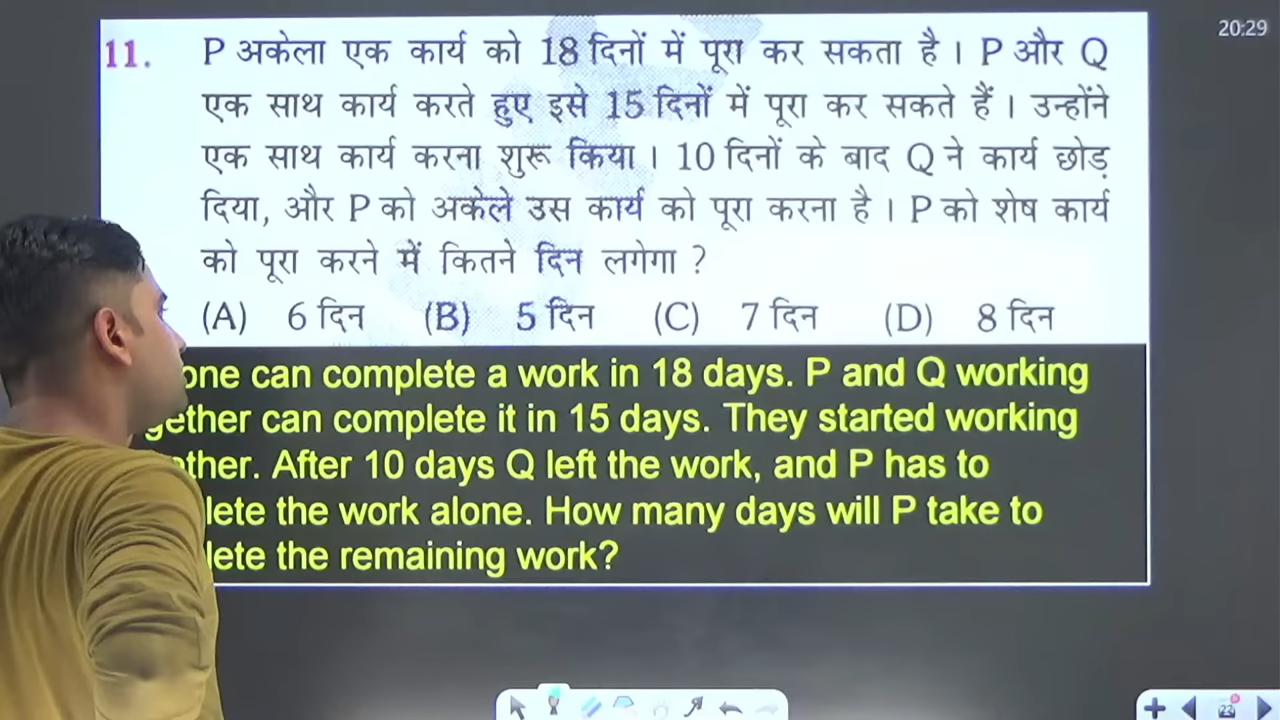 20:29
11. P अकेला एक कार्य को 18 दिनों में पूरा कर सकता है । P और Q
एक साथ कार्य करते हुए इसे 15 दिनों में पूरा कर सकते हैं । उन्होंने
एक साथ कार्य करना शुरू किया । 10 दिनों के बाद Q ने कार्य छोड़
दिया, और P को अकेले उस कार्य को पूरा करना है । P को शेष कार्य
को पूरा करने में कितने दिन लगेगा ?
(A) 6 दिन (B) 5 दिन (C) 7 दिन (D) 8 दिन
one can complete a work in 18 days. P and Q working
gether can complete it in 15 days. They started working
ther. After 10 days Q left the work, and P has to
lete the work alone. How many days will P take to
lete the remaining work?
23